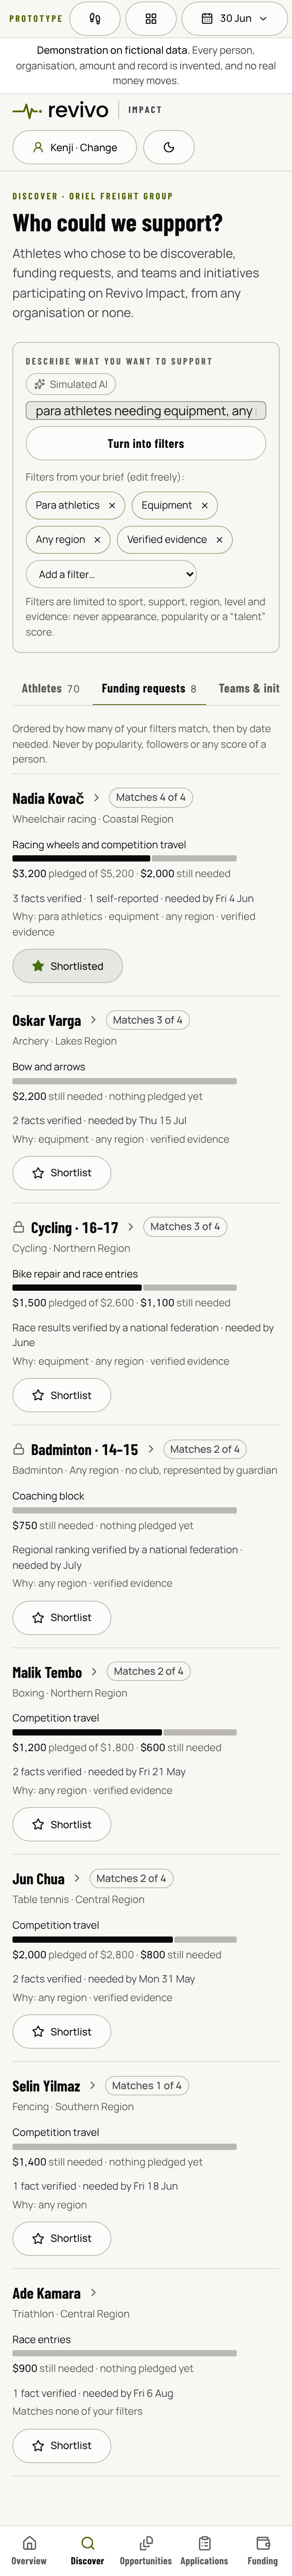 PROTOTYPE
30 Jun
Demonstration on fictional data. Every person,
organisation, amount and record is invented, and no real
money moves.
revivo
IMPACT
Kenji · Change
DISCOVER · ORIEL FREIGHT GROUP
Who could we support?
Athletes who chose to be discoverable,
funding requests, and teams and initiatives
participating on Revivo Impact, from any
organisation or none.
DESCRIBE WHAT YOU WANT TO SUPPORT
Simulated AI
para athletes needing equipment, any
Turn into filters
Filters from your brief (edit freely):
Para athletics ×
Equipment ×
Any region ×
Verified evidence ×
Add a filter…
Filters are limited to sport, support, region, level and
evidence: never appearance, popularity or a “talent”
score.
Athletes 70
Funding requests 8
Teams & init
Ordered by how many of your filters match, then by date
needed. Never by popularity, followers or any score of a
person.
Nadia Kovač
Matches 4 of 4
Wheelchair racing · Coastal Region
Racing wheels and competition travel
$3,200 pledged of $5,200 · $2,000 still needed
3 facts verified · 1 self-reported · needed by Fri 4 Jun
Why: para athletics · equipment · any region · verified
evidence
Shortlisted
Oskar Varga
Matches 3 of 4
Archery · Lakes Region
Bow and arrows
$2,200 still needed · nothing pledged yet
2 facts verified · needed by Thu 15 Jul
Why: equipment · any region · verified evidence
Shortlist
Cycling · 16–17
Matches 3 of 4
Cycling · Northern Region
Bike repair and race entries
$1,500 pledged of $2,600 · $1,100 still needed
Race results verified by a national federation · needed by
June
Why: equipment · any region · verified evidence
Shortlist
Badminton · 14–15
Matches 2 of 4
Badminton · Any region · no club, represented by guardian
Coaching block
$750 still needed · nothing pledged yet
Regional ranking verified by a national federation ·
needed by July
Why: any region · verified evidence
Shortlist
Malik Tembo
Matches 2 of 4
Boxing · Northern Region
Competition travel
$1,200 pledged of $1,800 · $600 still needed
2 facts verified · needed by Fri 21 May
Why: any region · verified evidence
Shortlist
Jun Chua
Matches 2 of 4
Table tennis · Central Region
Competition travel
$2,000 pledged of $2,800 · $800 still needed
2 facts verified · needed by Mon 31 May
Why: any region · verified evidence
Shortlist
Selin Yilmaz
Matches 1 of 4
Fencing · Southern Region
Competition travel
$1,400 still needed · nothing pledged yet
1 fact verified · needed by Fri 18 Jun
Why: any region
Shortlist
Ade Kamara
Triathlon · Central Region
Race entries
$900 still needed · nothing pledged yet
1 fact verified · needed by Fri 6 Aug
Matches none of your filters
Shortlist
Overview
Discover
Opportunities
Applications
Funding